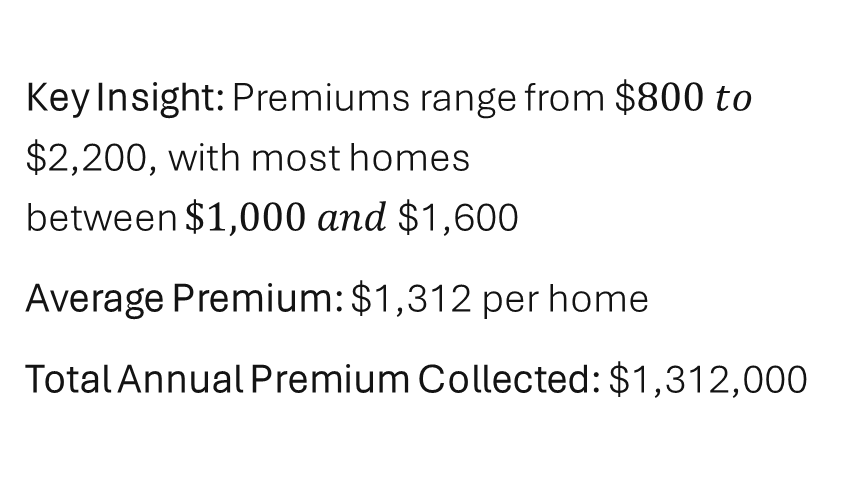 Key Insight: Premiums range from $800 to
$2,200, with most homes
between $1,000 and $1,600
Average Premium: $1,312 per home
Total Annual Premium Collected: $1,312,000